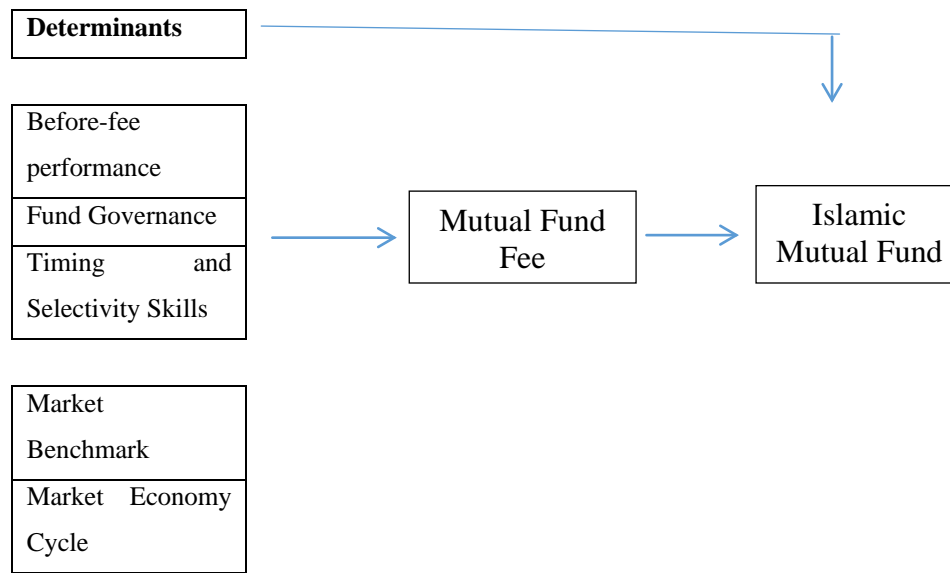 Determinants
Before-fee
performance
Fund Governance
Timing and
Selectivity Skills
Mutual Fund
Fee
Islamic
Mutual Fund
Market
Benchmark
Market Economy
Cycle